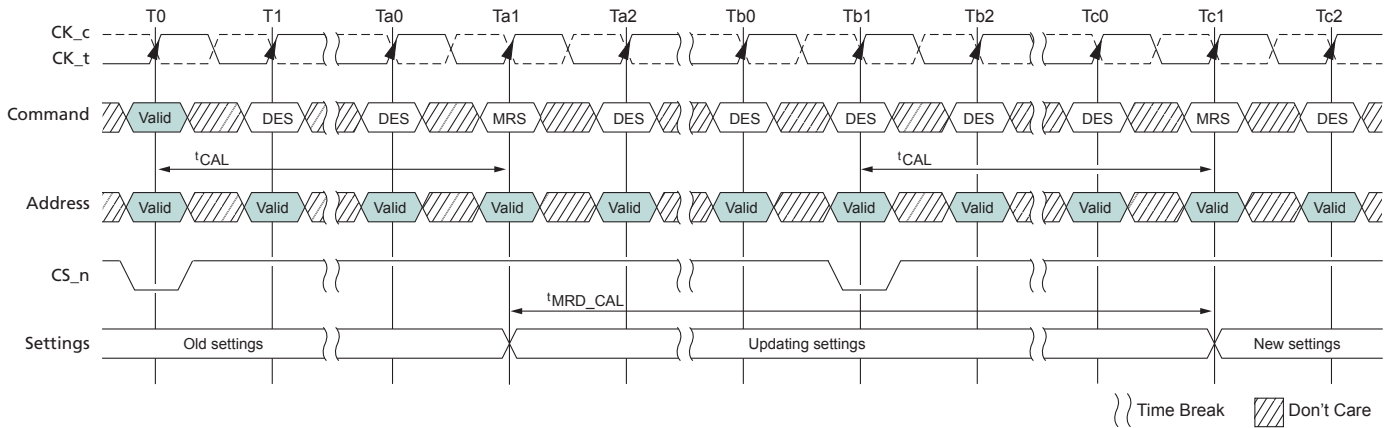 T0 T1 Ta0 Ta1 Ta2 Tb0 Tb1 Tb2 Tc0 Tc1 Tc2
CK_c
CK_t
Command Valid DES DES MRS DES DES DES DES DES MRS DES
tCAL tCAL
Address Valid Valid Valid Valid Valid Valid Valid Valid Valid Valid Valid
CS_n
tMRD_CAL
Settings Old settings Updating settings New settings
Time Break Don't Care